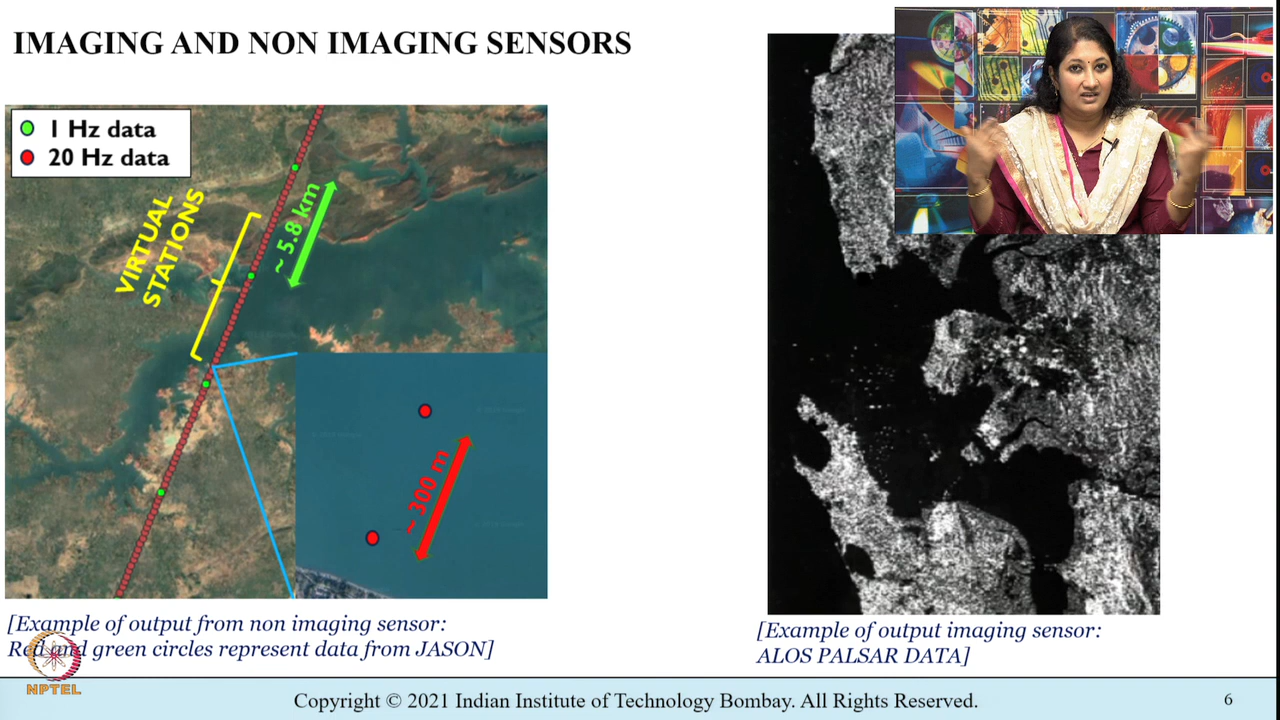 IMAGING AND NON IMAGING SENSORS
1 Hz data
20 Hz data
VIRTUAL
STATIONS
~ 5.8 km
~ 300 m
[Example of output from non imaging sensor:
Red and green circles represent data from JASON]
[Example of output imaging sensor:
ALOS PALSAR DATA]
NPTEL
Copyright © 2021 Indian Institute of Technology Bombay. All Rights Reserved.
6